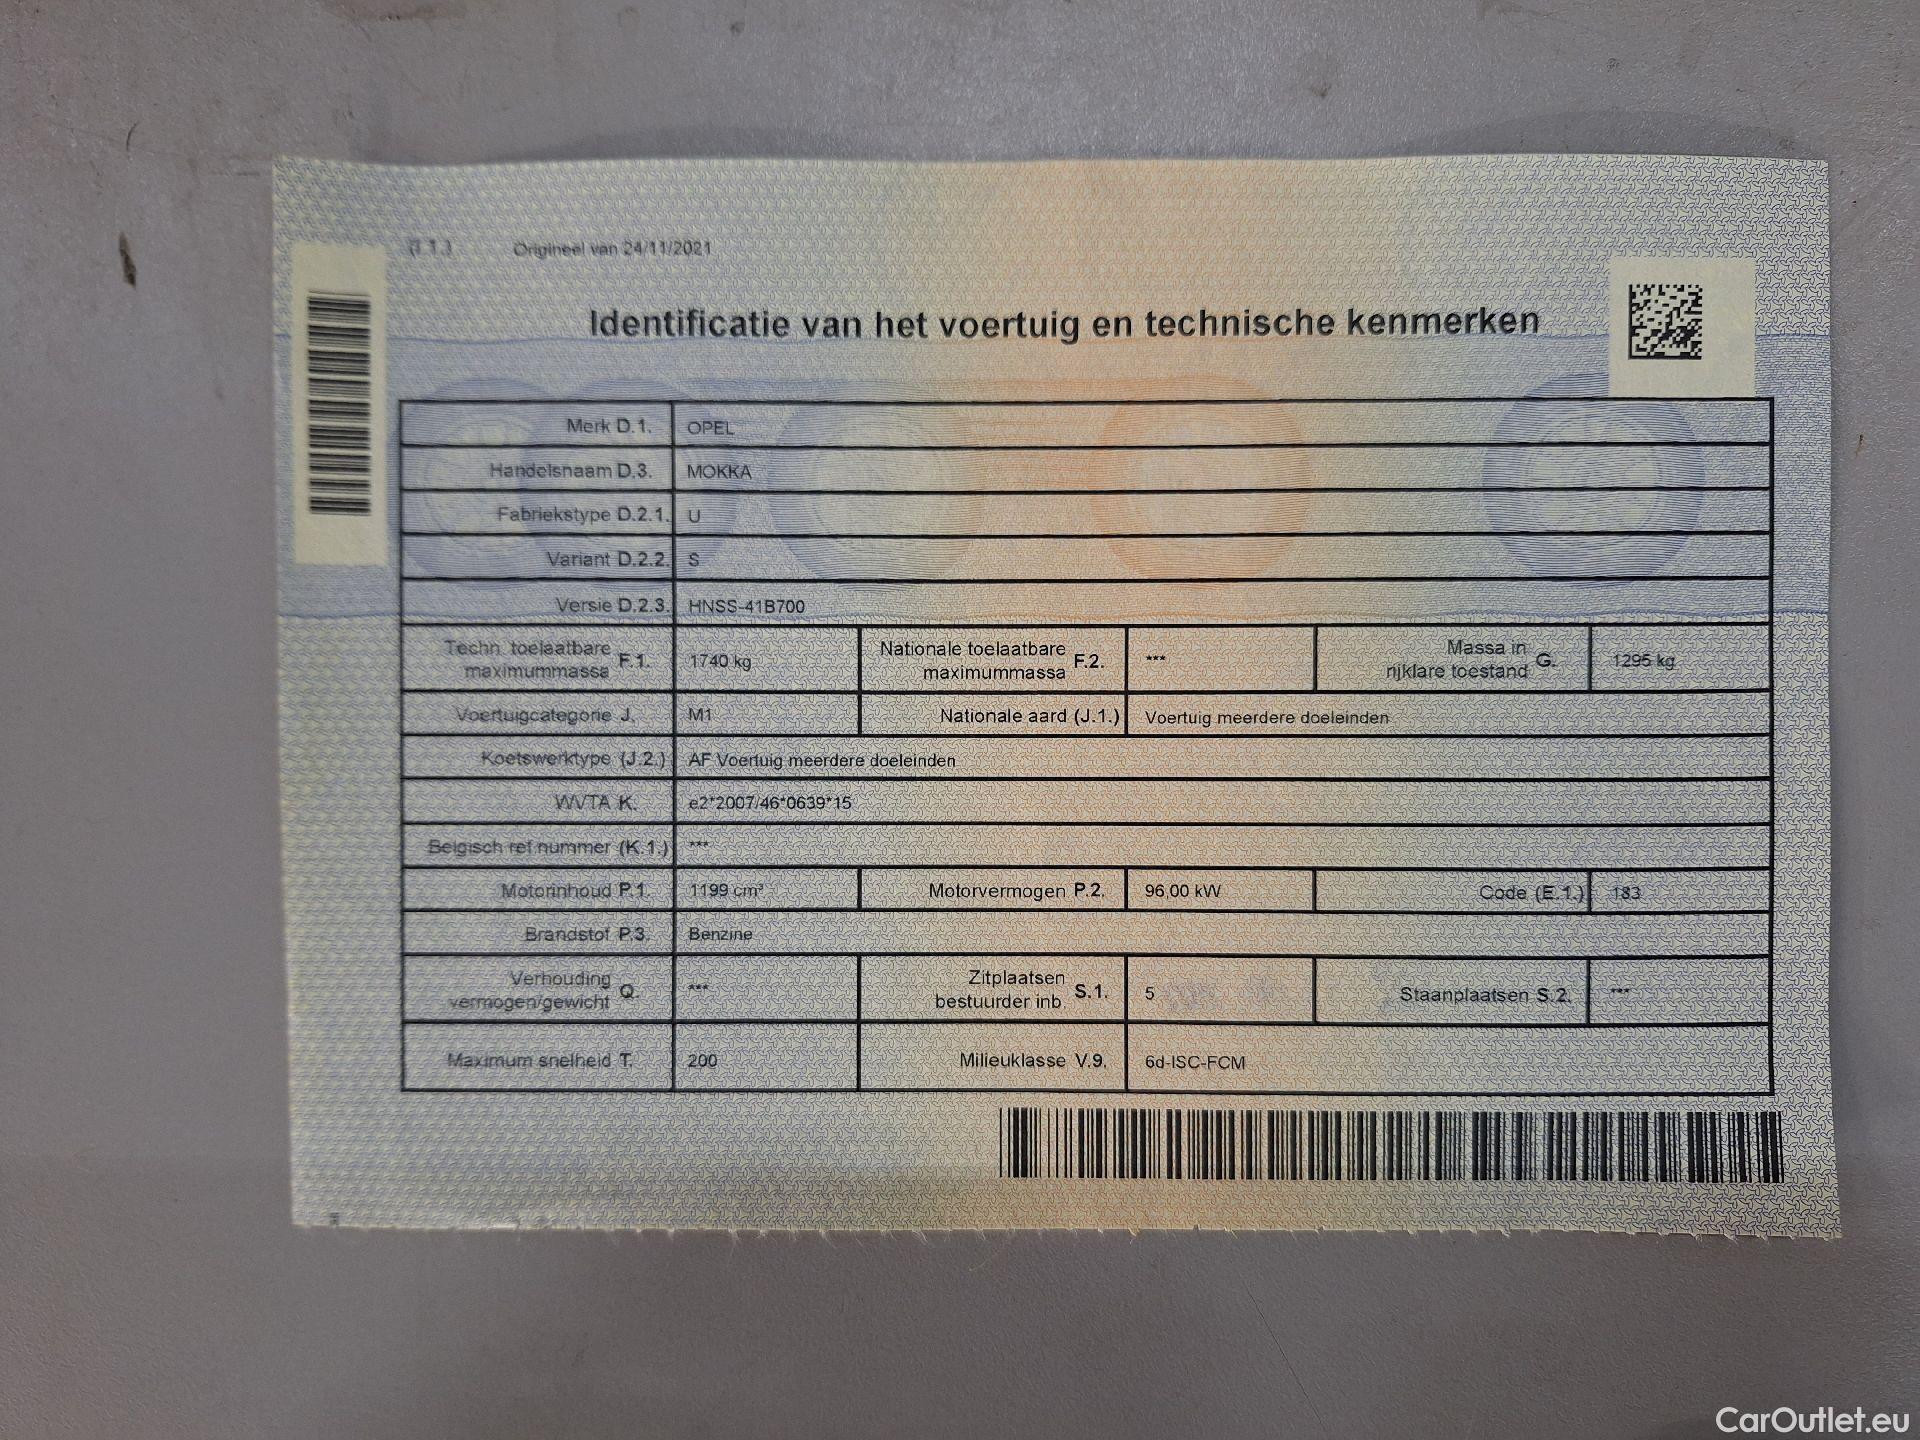 (I.1.) Origineel van 24/11/2021
Identificatie van het voertuig en technische kenmerken
Merk D.1. OPEL
Handelsnaam D.3. MOKKA
Fabriekstype D.2.1. U
Variant D.2.2. S
Versie D.2.3. HNSS-41B700
Techn. toelaatbare maximummassa F.1. 1740 kg Nationale toelaatbare maximummassa F.2. *** Massa in rijklare toestand G. 1295 kg
Voertuigcategorie J. M1 Nationale aard (J.1.) Voertuig meerdere doeleinden
Koetswerktype (J.2.) AF Voertuig meerdere doeleinden
WVTA K. e2*2007/46*0639*15
Belgisch ref.nummer (K.1.) ***
Motorinhoud P.1. 1199 cm³ Motorvermogen P.2. 96,00 kW Code (E.1.) 183
Brandstof P.3. Benzine
Verhouding vermogen/gewicht Q. *** Zitplaatsen bestuurder inb. S.1. 5 Staanplaatsen S.2. ***
Maximum snelheid T. 200 Milieuklasse V.9. 6d-ISC-FCM
CarOutlet.eu